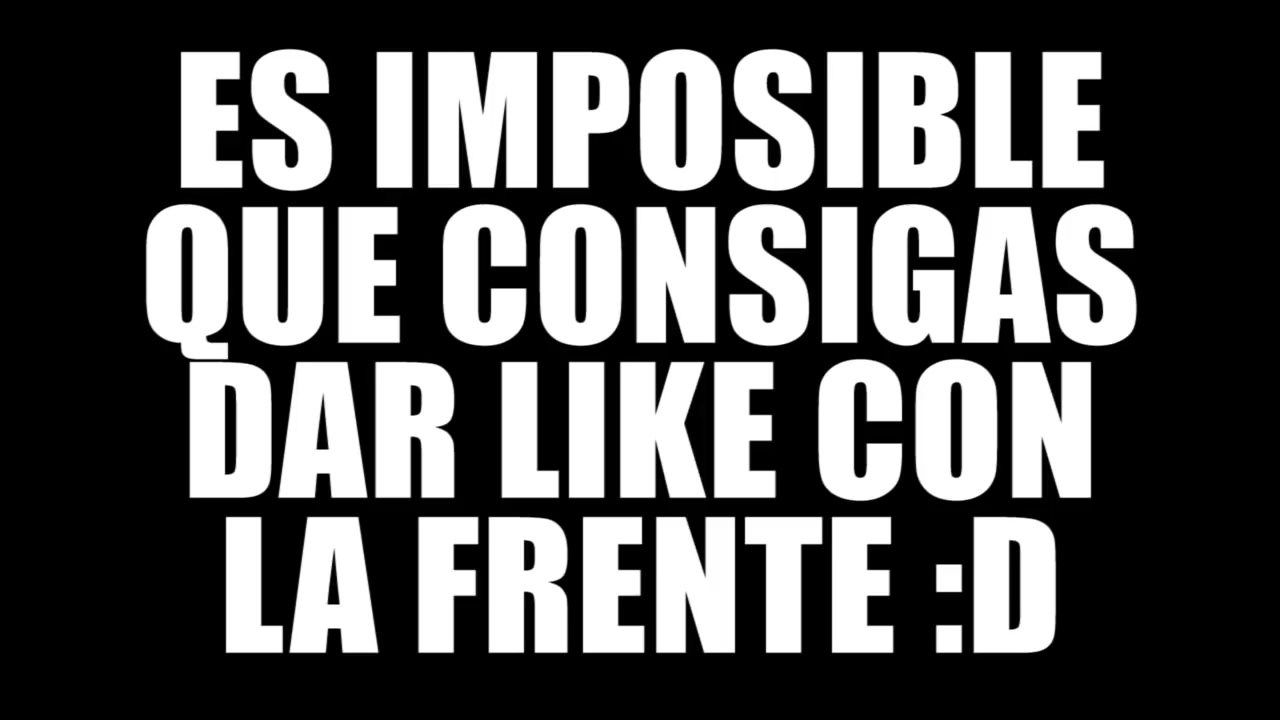 ES IMPOSIBLE
QUE CONSIGAS
DAR LIKE CON
LA FRENTE :D